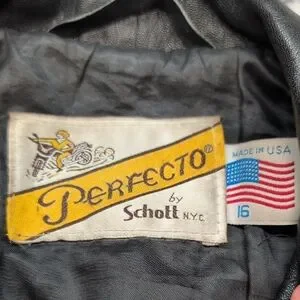 PERFECTO®
by
Schott N.Y.C.
MADE IN USA
16